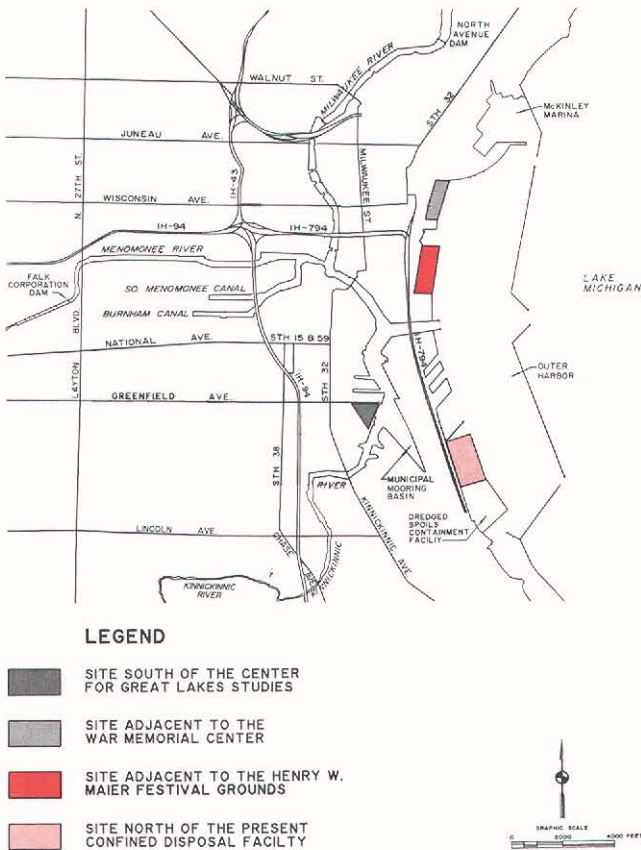 NORTH
AVENUE
DAM
WALNUT ST.
MILWAUKEE RIVER
STH 32
McKINLEY
MARINA
JUNEAU AVE.
N. 27TH ST.
IH-43
MILWAUKEE ST.
WISCONSIN AVE.
IH-94
IH-794
MENOMONEE RIVER
FALK
CORPORATION
DAM
SO. MENOMONEE CANAL
BURNHAM CANAL
LAKE
MICHIGAN
NATIONAL AVE.
STH 15 & 59
LAYTON BLVD.
IH-94
STH 32
IH-794
OUTER
HARBOR
GREENFIELD AVE.
STH 38
RIVER
MUNICIPAL
MOORING
BASIN
KINNICKINNIC AVE.
DREDGED
SPOILS
CONTAINMENT
FACILITY
LINCOLN AVE.
CHASE AVE.
KINNICKINNIC
KINNICKINNIC
RIVER
LEGEND
SITE SOUTH OF THE CENTER
FOR GREAT LAKES STUDIES
SITE ADJACENT TO THE
WAR MEMORIAL CENTER
SITE ADJACENT TO THE HENRY W.
MAIER FESTIVAL GROUNDS
SITE NORTH OF THE PRESENT
CONFINED DISPOSAL FACILTY
GRAPHIC SCALE
0 2000 4000 FEET